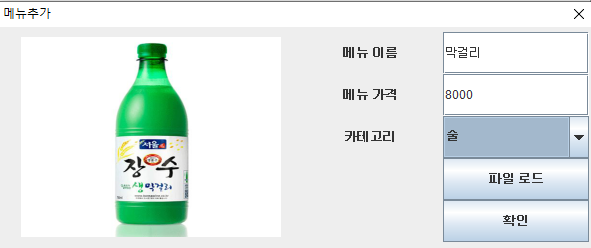 메뉴추가
메뉴 이름
막걸리
메뉴 가격
8000
카테고리
술
파일 로드
확인
서울
장수
생막걸리